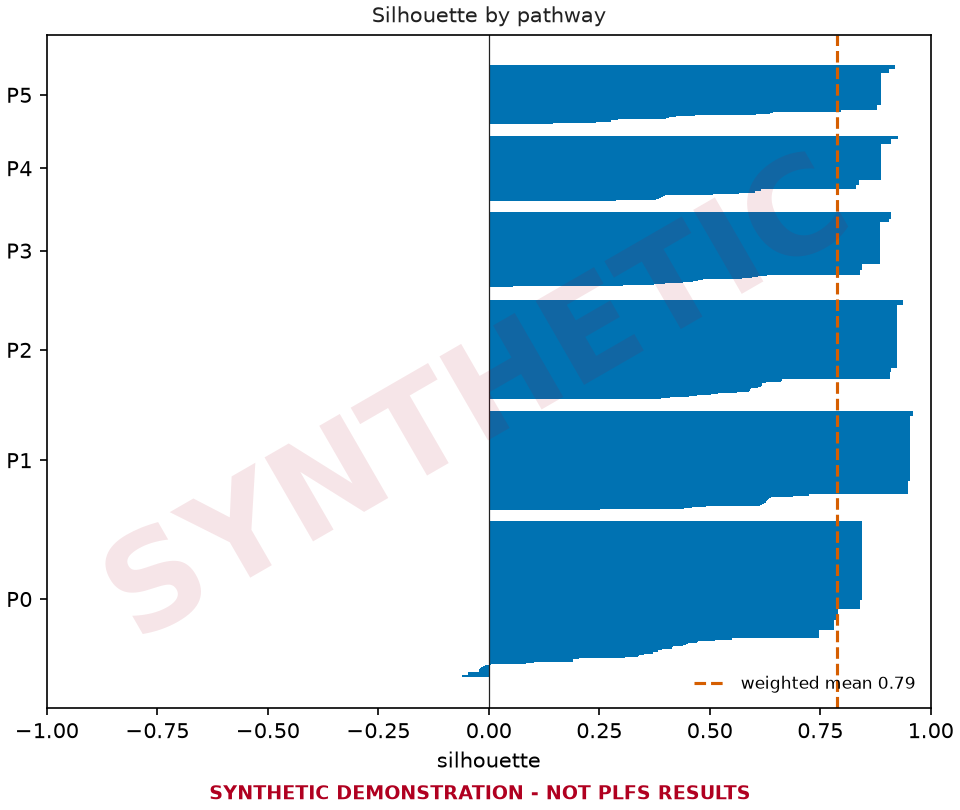 Silhouette by pathway
P5
P4
P3
P2
P1
P0
SYNTHETIC
weighted mean 0.79
−1.00 −0.75 −0.50 −0.25 0.00 0.25 0.50 0.75 1.00
silhouette
SYNTHETIC DEMONSTRATION - NOT PLFS RESULTS